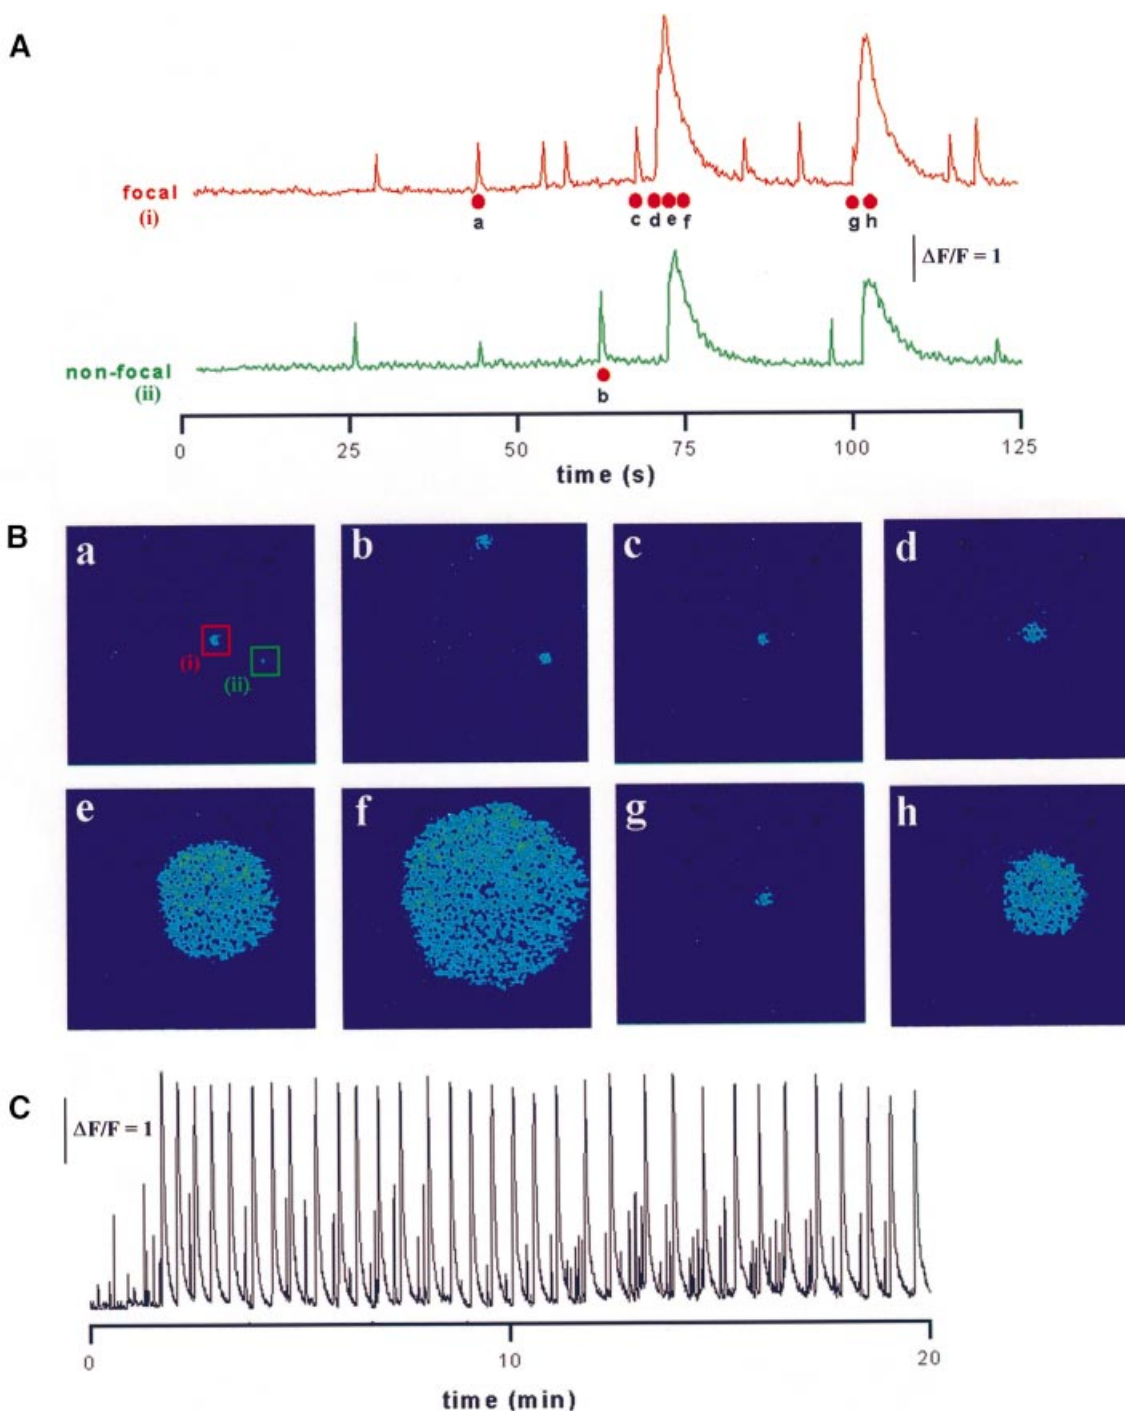 A
focal
(i)
a
c
d
e
f
g
h
ΔF/F = 1
non-focal
(ii)
b
0
25
50
75
100
125
time (s)
B
a
(i)
(ii)
b
c
d
e
f
g
h
C
ΔF/F = 1
0
10
20
time (min)